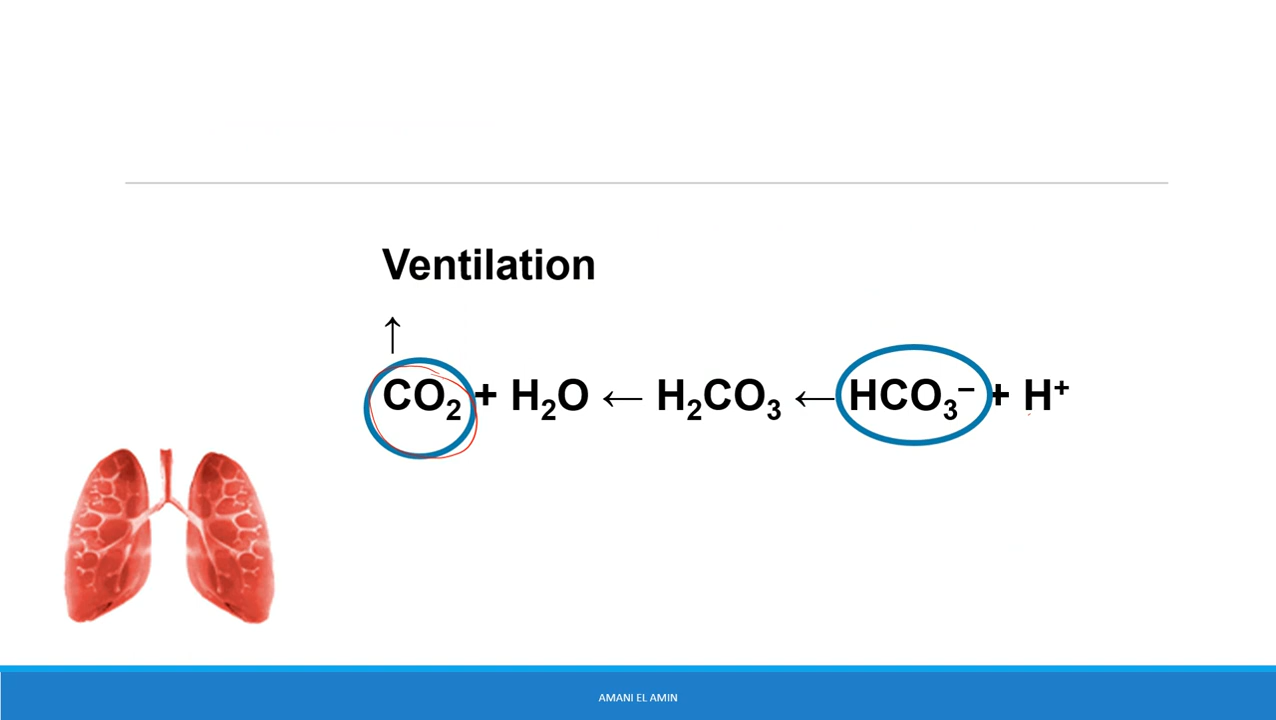 Ventilation
↑
CO₂ + H₂O ← H₂CO₃ ← HCO₃⁻ + H⁺
AMANI EL AMIN